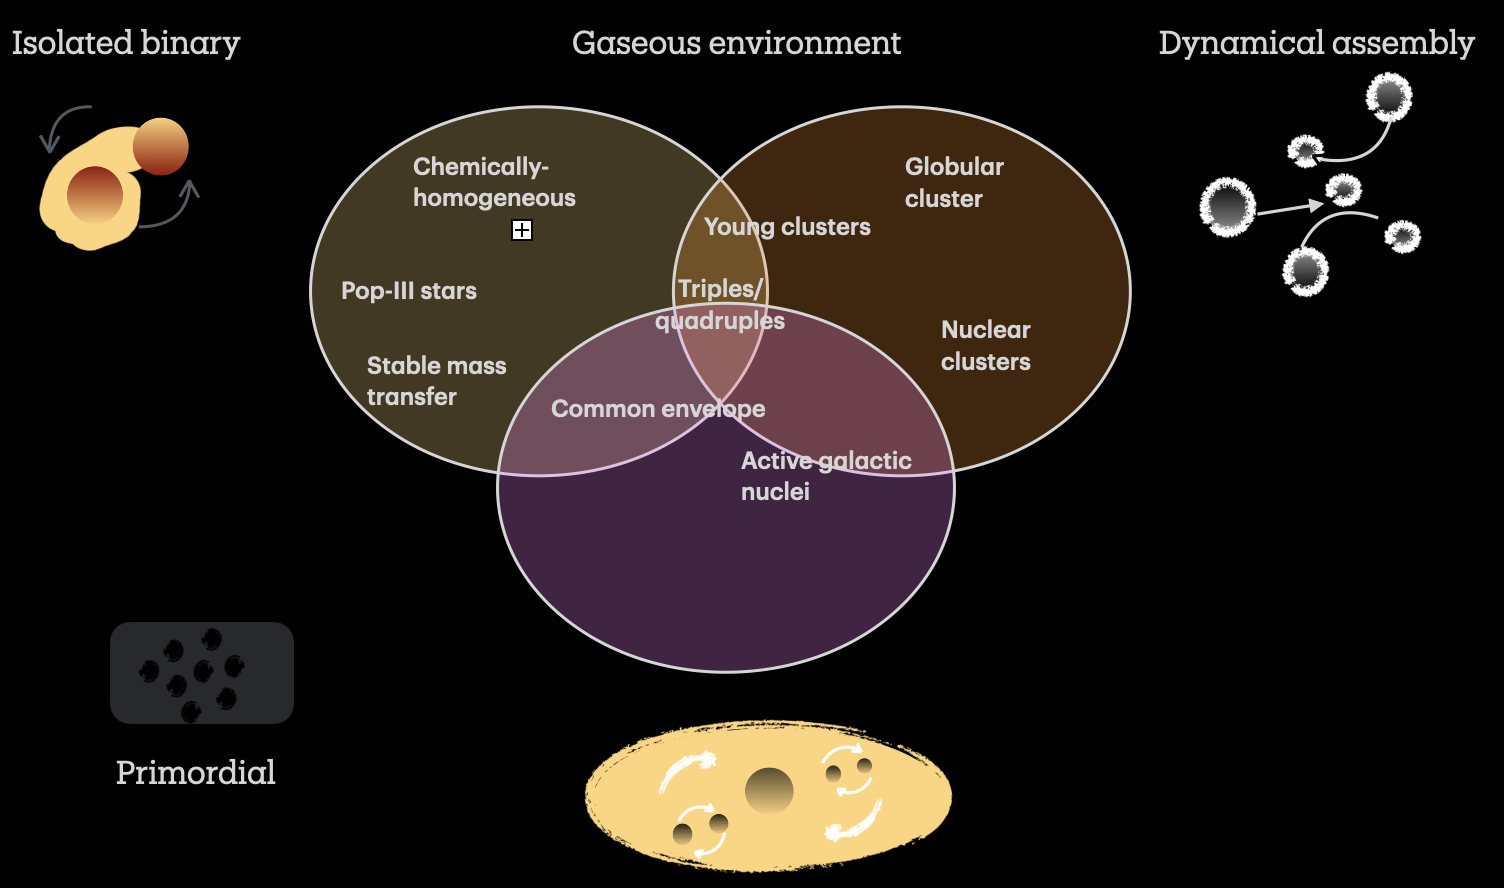 Isolated binary
Gaseous environment
Dynamical assembly
Chemically-
homogeneous
Globular
cluster
Young clusters
Pop-III stars
Triples/
quadruples
Nuclear
clusters
Stable mass
transfer
Common envelope
Active galactic
nuclei
Primordial